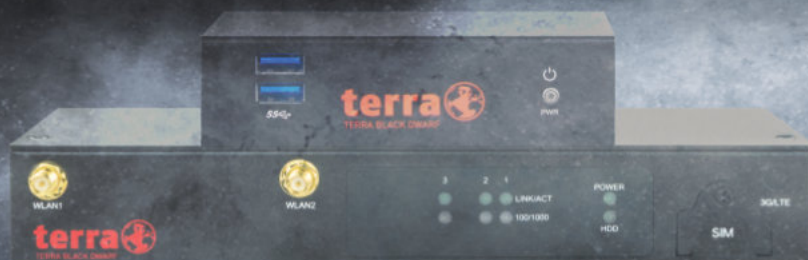 SS
terra
TERRA BLACK DWARF
PWR
WLAN1
WLAN2
3 2 1
LINK/ACT
100/1000
POWER
HDD
3G/LTE
SIM
terra
TERRA BLACK DWARF